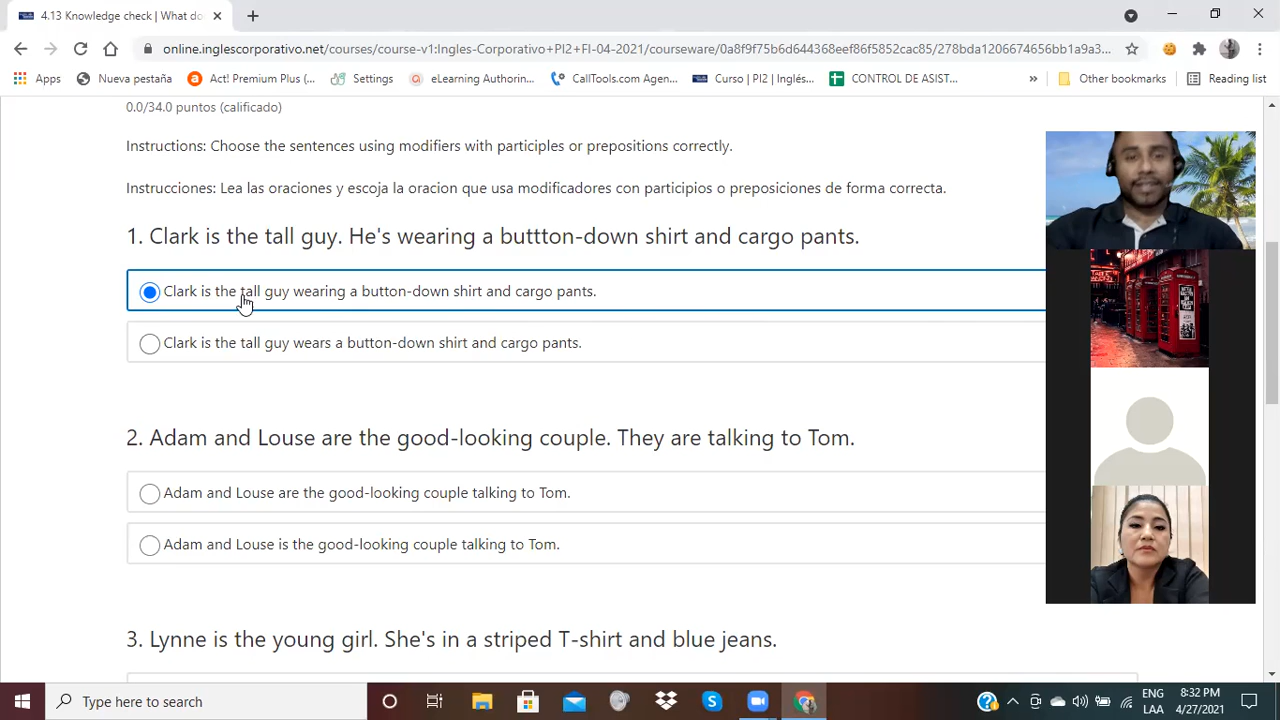 4.13 Knowledge check | What do
online.inglescorporativo.net/courses/course-v1:Ingles-Corporativo+PI2+FI-04-2021/courseware/0a8f9f75b6d644368eef86f5852cac85/278bda1206674656bb1a9a3...
Apps Nueva pestaña Act! Premium Plus (... Settings eLearning Authorin... CallTools.com Agen... Curso | PI2 | Inglés... CONTROL DE ASIST... » Other bookmarks Reading list
0.0/34.0 puntos (calificado)
Instructions: Choose the sentences using modifiers with participles or prepositions correctly.
Instrucciones: Lea las oraciones y escoja la oracion que usa modificadores con participios o preposiciones de forma correcta.
1. Clark is the tall guy. He's wearing a buttton-down shirt and cargo pants.
Clark is the tall guy wearing a button-down shirt and cargo pants.
Clark is the tall guy wears a button-down shirt and cargo pants.
2. Adam and Louse are the good-looking couple. They are talking to Tom.
Adam and Louse are the good-looking couple talking to Tom.
Adam and Louse is the good-looking couple talking to Tom.
3. Lynne is the young girl. She's in a striped T-shirt and blue jeans.
Type here to search
ENG 8:32 PM
LAA 4/27/2021